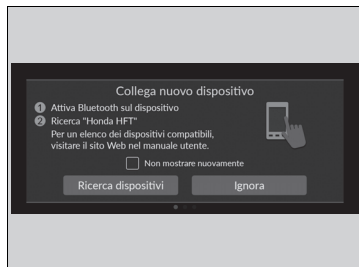 Collega nuovo dispositivo
1 Attiva Bluetooth sul dispositivo
2 Ricerca "Honda HFT"
Per un elenco dei dispositivi compatibili,
visitare il sito Web nel manuale utente.
Non mostrare nuovamente
Ricerca dispositivi
Ignora